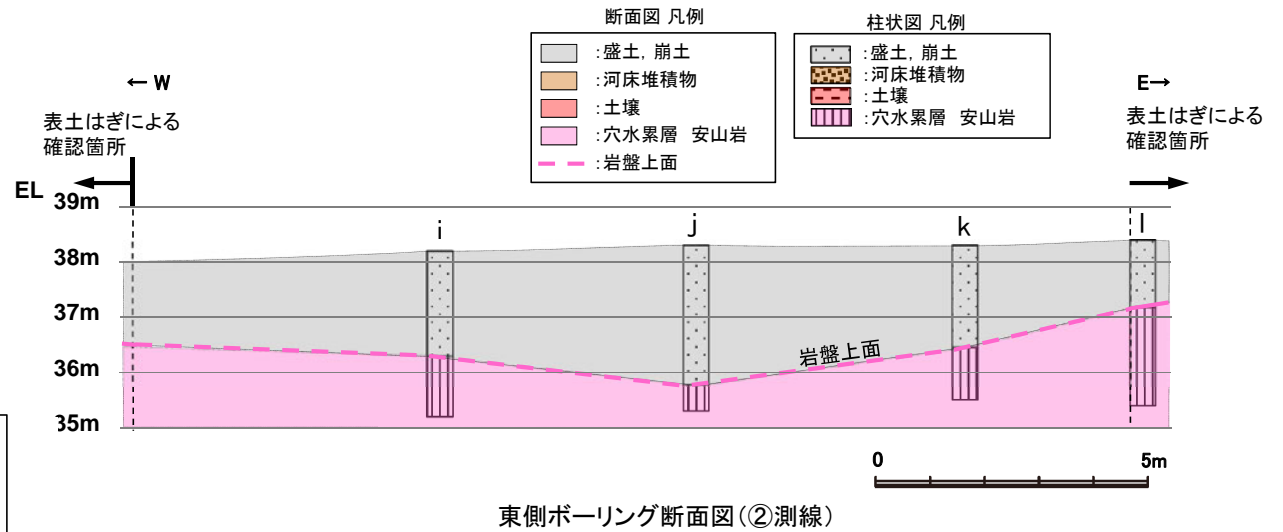 断面図 凡例
:盛土, 崩土
:河床堆積物
:土壌
:穴水累層 安山岩
:岩盤上面
柱状図 凡例
:盛土, 崩土
:河床堆積物
:土壌
:穴水累層 安山岩
← W
表土はぎによる
確認箇所
E→
表土はぎによる
確認箇所
EL
39m
38m
37m
36m
35m
i
j
k
l
岩盤上面
0
5m
東側ボーリング断面図(②測線)